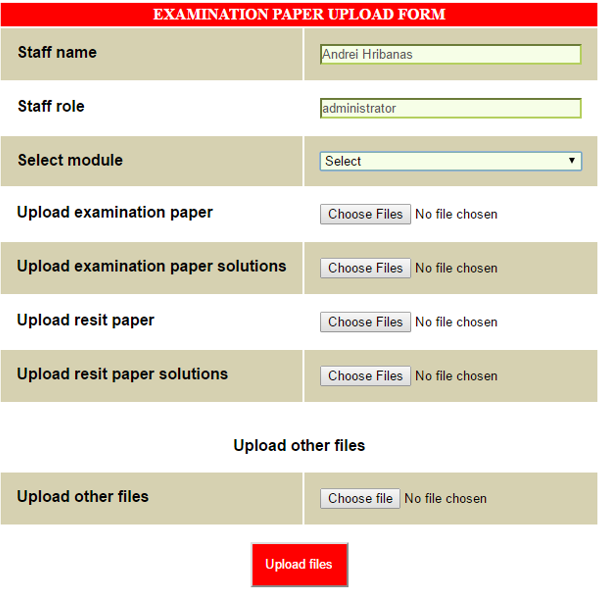 EXAMINATION PAPER UPLOAD FORM
Staff name
Andrei Hribanas
Staff role
administrator
Select module
Select
Upload examination paper
Choose Files No file chosen
Upload examination paper solutions
Choose Files No file chosen
Upload resit paper
Choose Files No file chosen
Upload resit paper solutions
Choose Files No file chosen
Upload other files
Upload other files
Choose file No file chosen
Upload files